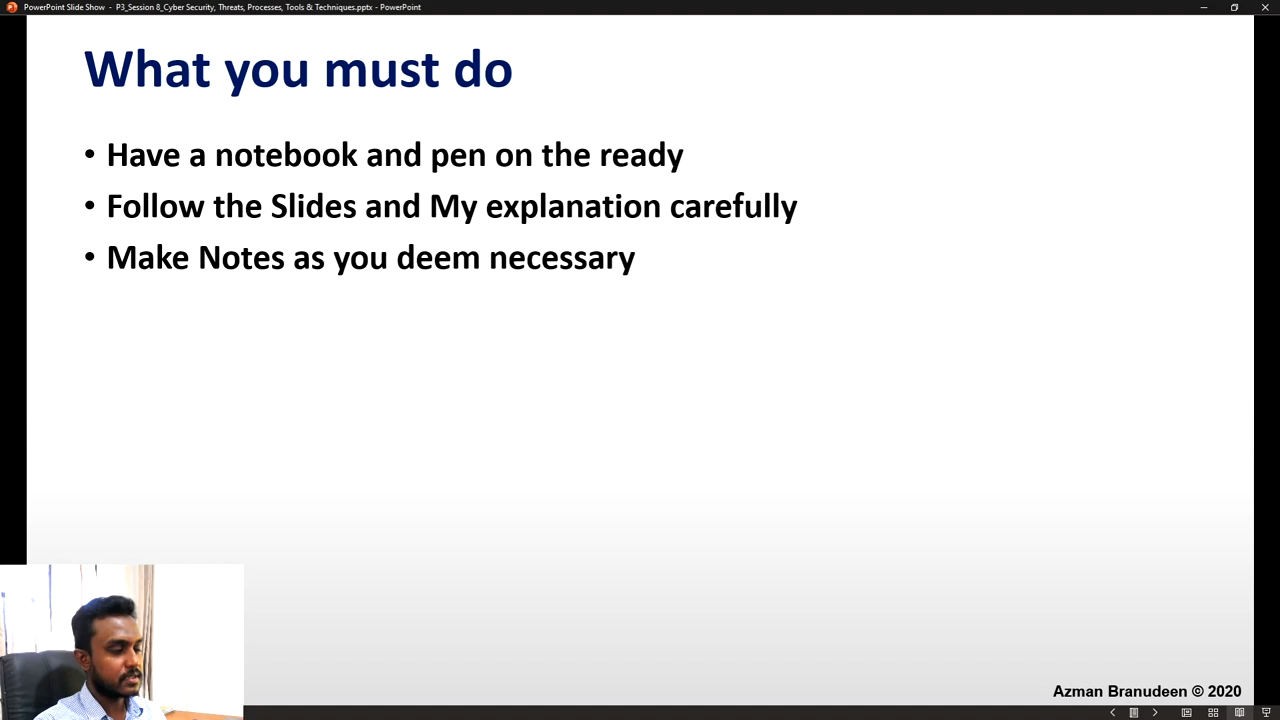 PowerPoint Slide Show - P3_Session 8_Cyber Security, Threats, Processes, Tools & Techniques.pptx - PowerPoint
What you must do
• Have a notebook and pen on the ready
• Follow the Slides and My explanation carefully
• Make Notes as you deem necessary
Azman Branudeen © 2020